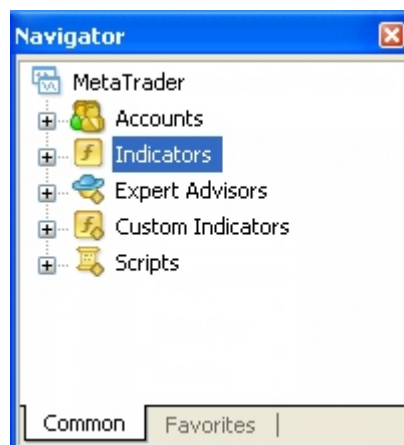 Navigator
MetaTrader
Accounts
Indicators
Expert Advisors
Custom Indicators
Scripts
Common Favorites